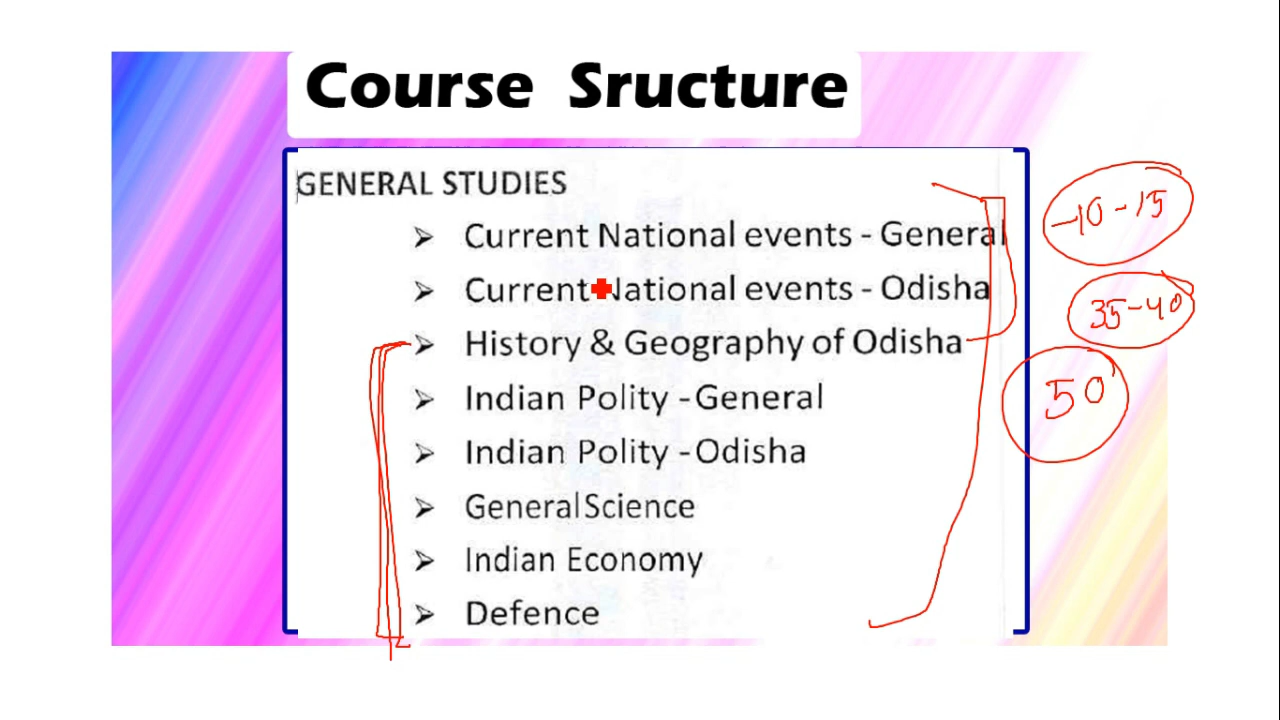 Course Sructure
GENERAL STUDIES
➢ Current National events - General
➢ Current National events - Odisha
➢ History & Geography of Odisha
➢ Indian Polity - General
➢ Indian Polity - Odisha
➢ General Science
➢ Indian Economy
➢ Defence
-10-15
35-40
50